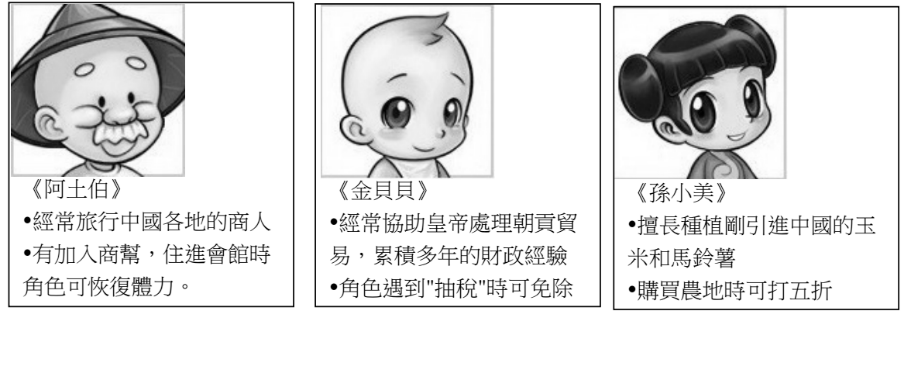 《阿土伯》
•經常旅行中國各地的商人
•有加入商幫，住進會館時
角色可恢復體力。
《金貝貝》
•經常協助皇帝處理朝貢貿
易，累積多年的財政經驗
•角色遇到"抽稅"時可免除
《孫小美》
•擅長種植剛引進中國的玉
米和馬鈴薯
•購買農地時可打五折